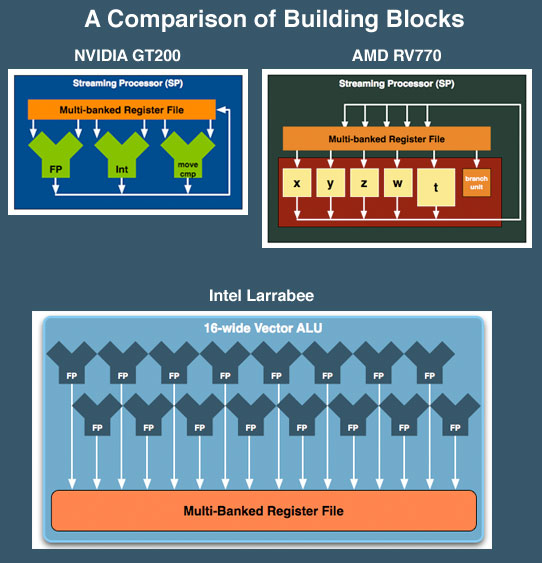 A Comparison of Building Blocks
NVIDIA GT200
AMD RV770
Streaming Processor (SP)
Multi-banked Register File
FP
Int
move
cmp
Streaming Processor (SP)
Multi-banked Register File
x
y
z
w
t
branch
unit
Intel Larrabee
16-wide Vector ALU
FP FP FP FP FP FP FP FP
FP FP FP FP FP FP FP FP
Multi-Banked Register File